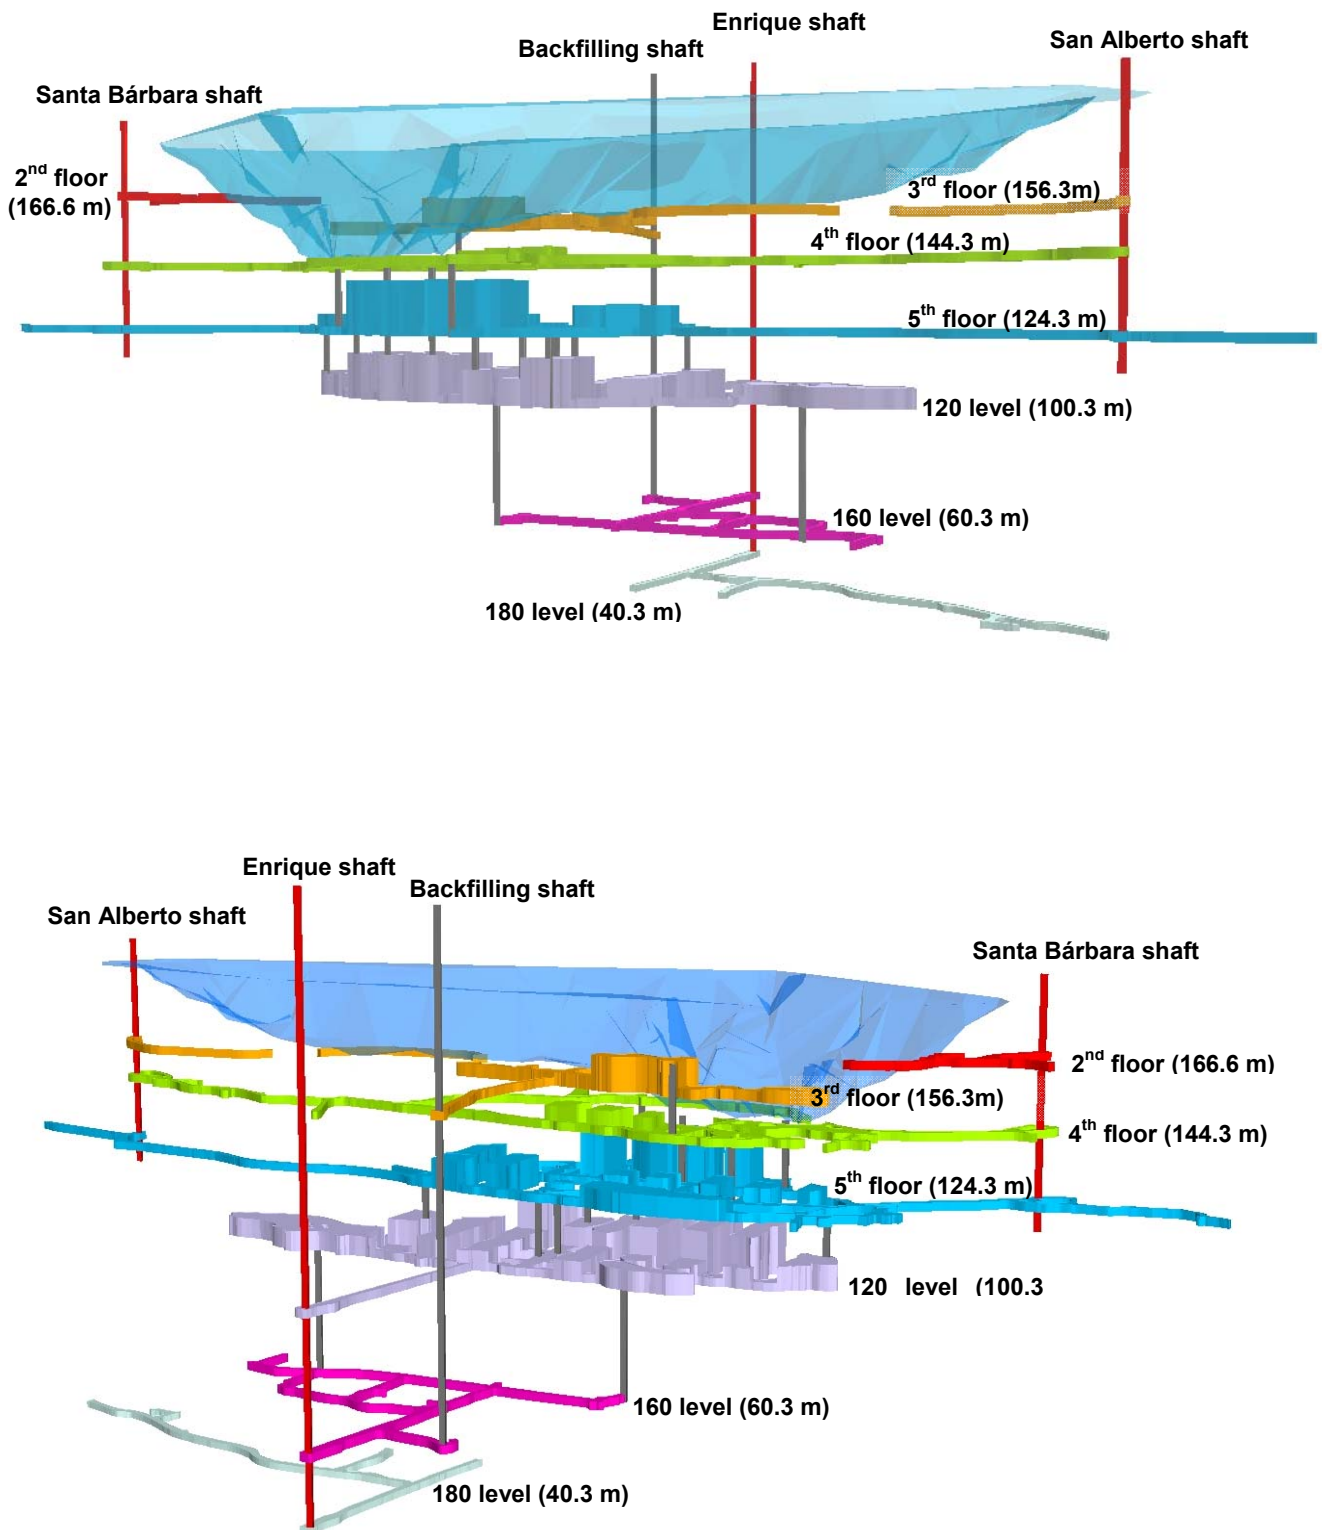 Enrique shaft
Backfilling shaft
San Alberto shaft
Santa Bárbara shaft
2nd floor
(166.6 m)
3rd floor (156.3m)
4th floor (144.3 m)
5th floor (124.3 m)
120 level (100.3 m)
160 level (60.3 m)
180 level (40.3 m)
Enrique shaft
Backfilling shaft
San Alberto shaft
Santa Bárbara shaft
2nd floor (166.6 m)
3rd floor (156.3m)
4th floor (144.3 m)
5th floor (124.3 m)
120 level (100.3
160 level (60.3 m)
180 level (40.3 m)